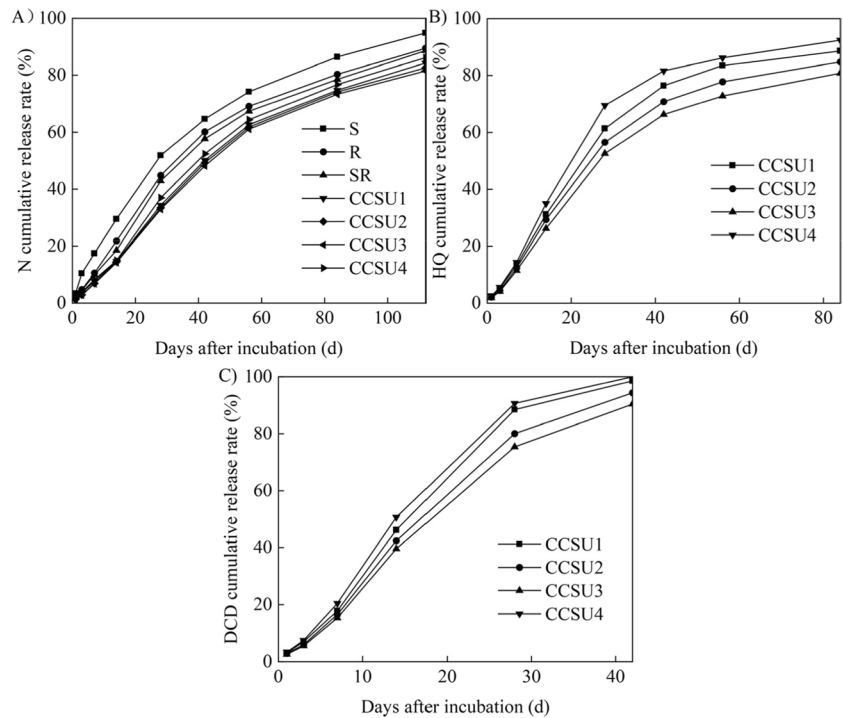 A)
N cumulative release rate (%)
100
80
60
40
20
0
S
R
SR
CCSU1
CCSU2
CCSU3
CCSU4
0 20 40 60 80 100
Days after incubation (d)
B)
HQ cumulative release rate (%)
100
80
60
40
20
0
CCSU1
CCSU2
CCSU3
CCSU4
0 20 40 60 80
Days after incubation (d)
C)
DCD cumulative release rate (%)
100
80
60
40
20
0
CCSU1
CCSU2
CCSU3
CCSU4
0 10 20 30 40
Days after incubation (d)